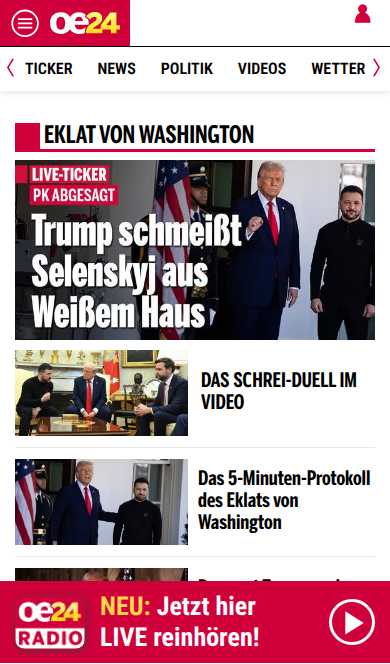 oe24
TICKER NEWS POLITIK VIDEOS WETTER
EKLAT VON WASHINGTON
LIVE-TICKER
PK ABGESAGT
Trump schmeißt
Selenskyj aus
Weißem Haus
DAS SCHREI-DUELL IM
VIDEO
Das 5-Minuten-Protokoll
des Eklats von
Washington
oe24
RADIO
NEU: Jetzt hier
LIVE reinhören!